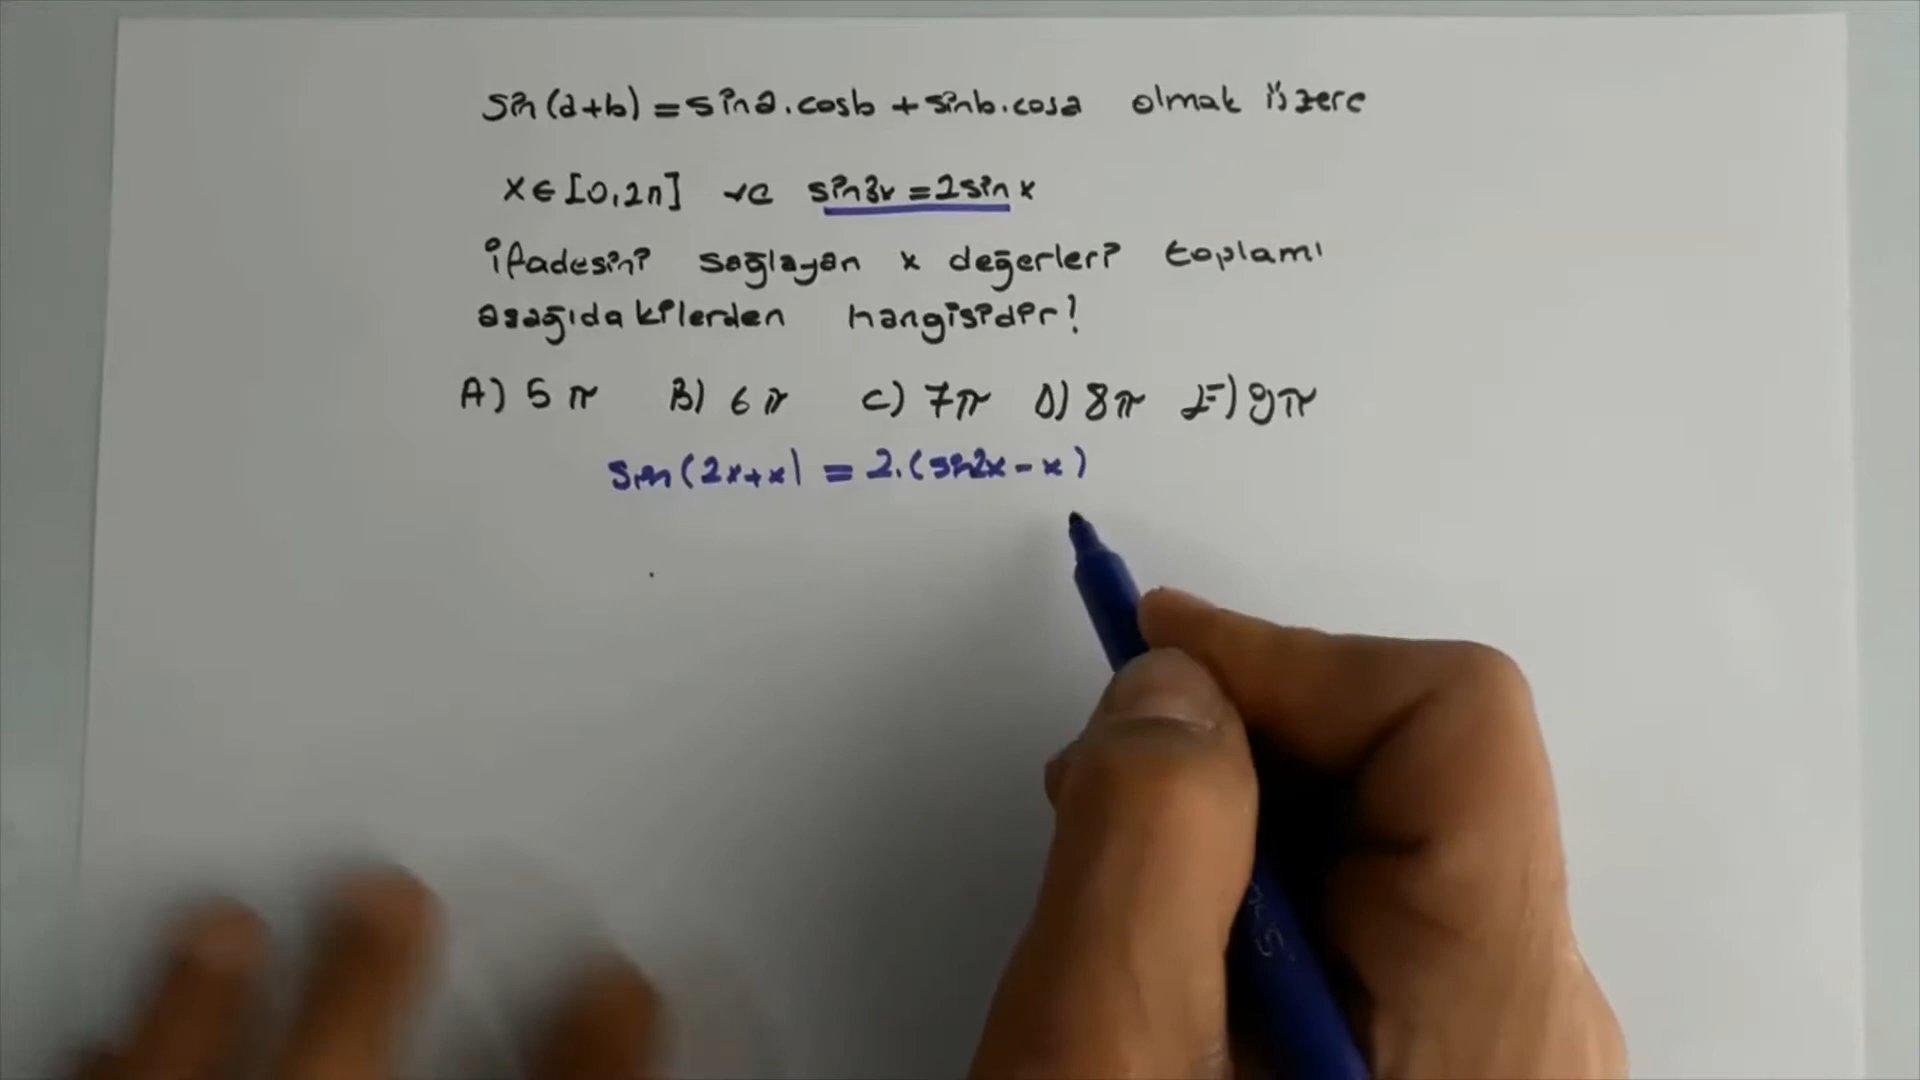 sin(a+b)=sina.cosb+sinb.cosa olmak üzere
x∈[0,2π] ve sin3x=2sinx
ifadesini sağlayan x değerleri toplamı
aşağıdakilerden hangisidir?
A) 5π B) 6π C) 7π D) 8π E) 9π
sin(2x+x) = 2.(sin2x-x)